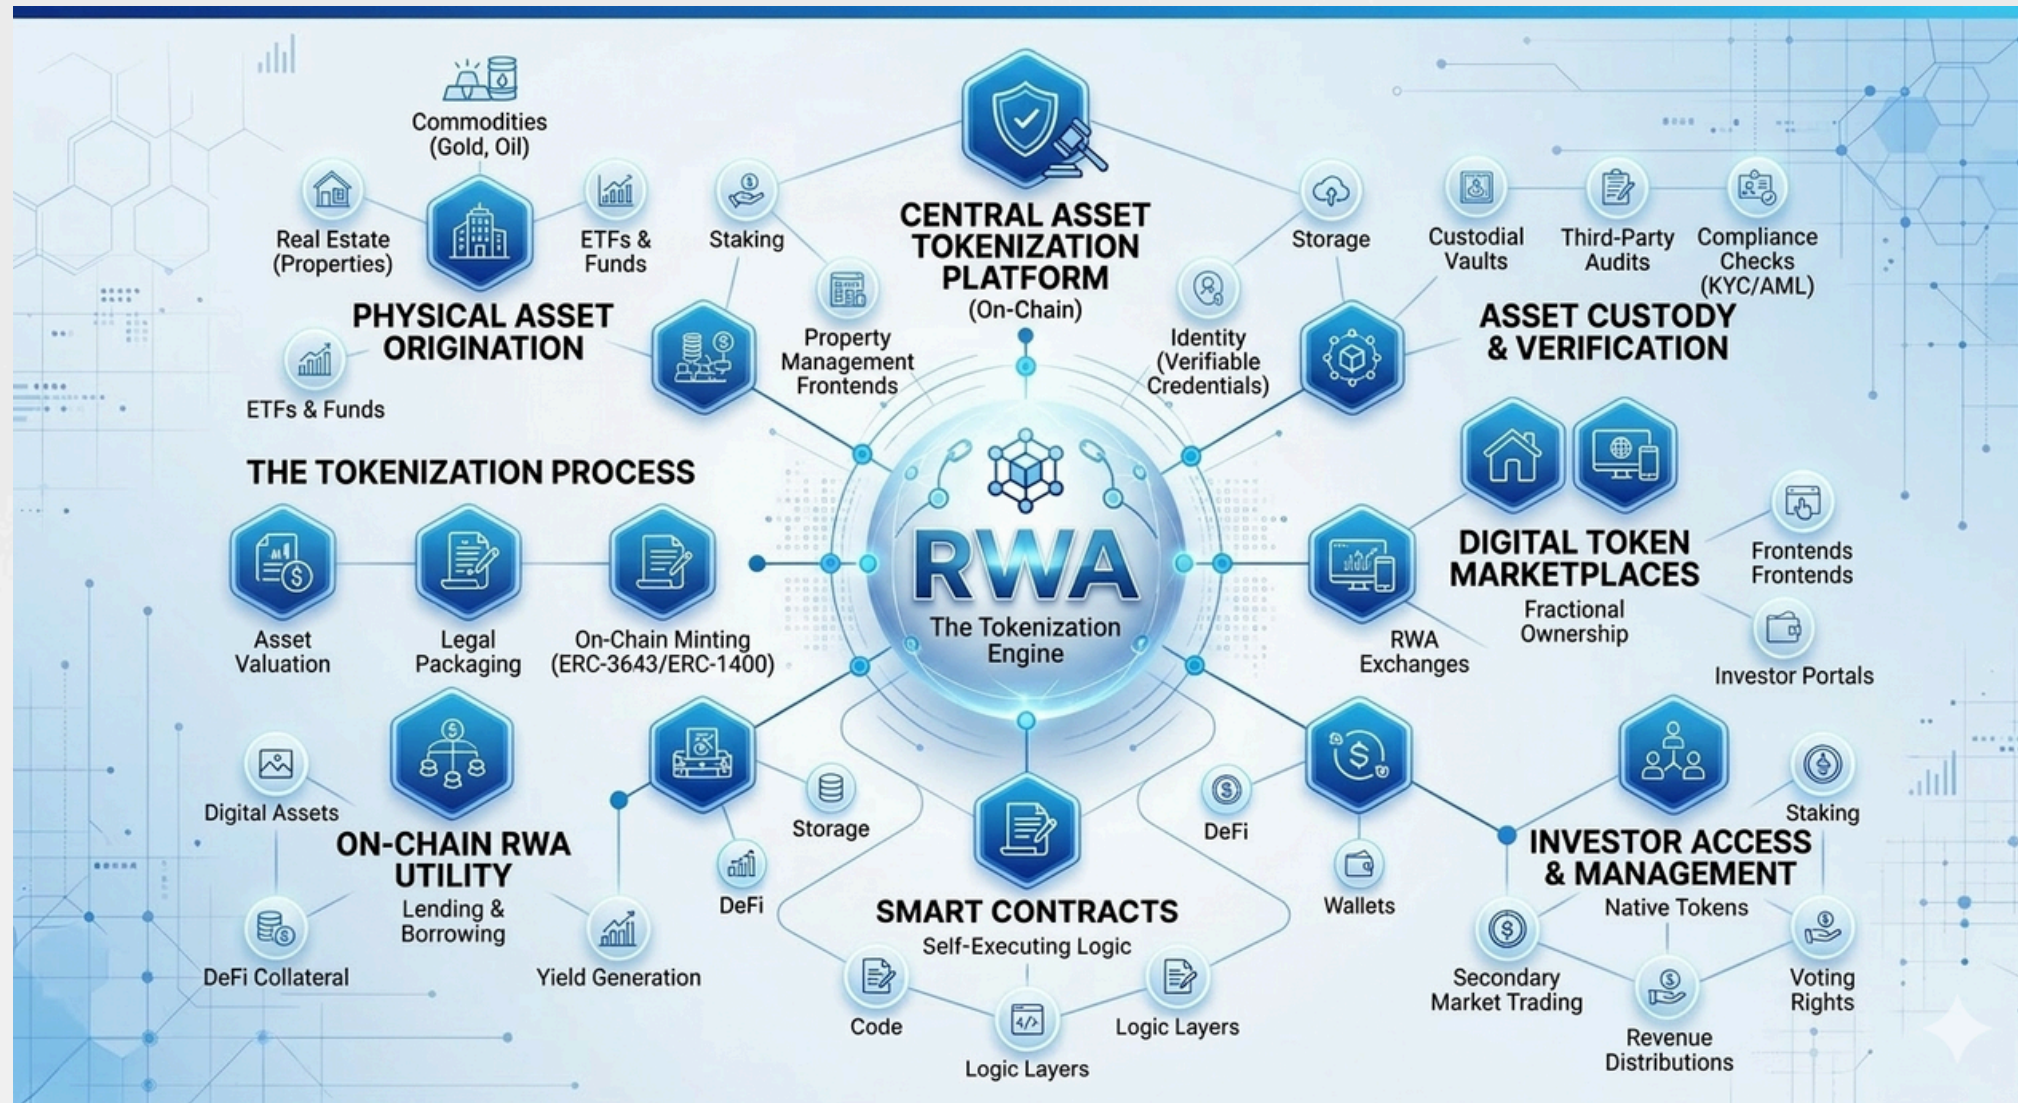 Commodities
(Gold, Oil)
Real Estate
(Properties)
ETFs &
Funds
PHYSICAL ASSET
ORIGINATION
ETFs & Funds
Staking
Property
Management
Frontends
CENTRAL ASSET
TOKENIZATION
PLATFORM
(On-Chain)
Storage
Identity
(Verifiable
Credentials)
Custodial
Vaults
Third-Party
Audits
Compliance
Checks
(KYC/AML)
ASSET CUSTODY
& VERIFICATION
THE TOKENIZATION PROCESS
Asset
Valuation
Legal
Packaging
On-Chain Minting
(ERC-3643/ERC-1400)
RWA
The Tokenization
Engine
RWA
Exchanges
DIGITAL TOKEN
MARKETPLACES
Fractional
Ownership
Frontends
Frontends
Investor Portals
Digital Assets
ON-CHAIN RWA
UTILITY
Lending &
Borrowing
DeFi Collateral
Yield Generation
Storage
DeFi
SMART CONTRACTS
Self-Executing Logic
Code
Logic Layers
Logic Layers
DeFi
Wallets
INVESTOR ACCESS
& MANAGEMENT
Native Tokens
Staking
Secondary
Market Trading
Revenue
Distributions
Voting
Rights